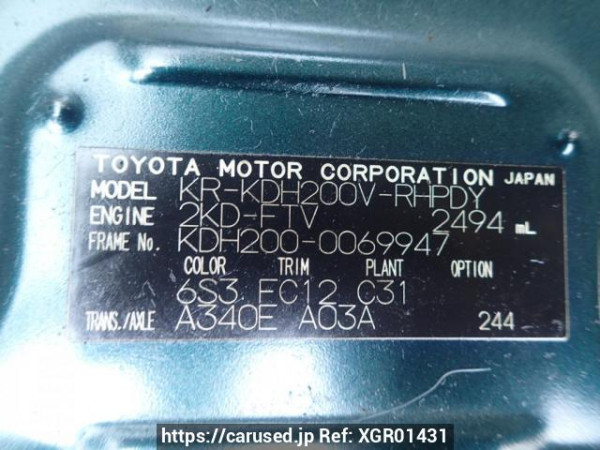 TOYOTA MOTOR CORPORATION JAPAN
MODEL KR-KDH200V-RHPDY
ENGINE 2KD-FTV 2494 mL
FRAME No. KDH200-0069947
COLOR TRIM PLANT OPTION
6S3 FC12 C31
TRANS./AXLE A340E A03A 244
https://carused.jp Ref: XGR01431